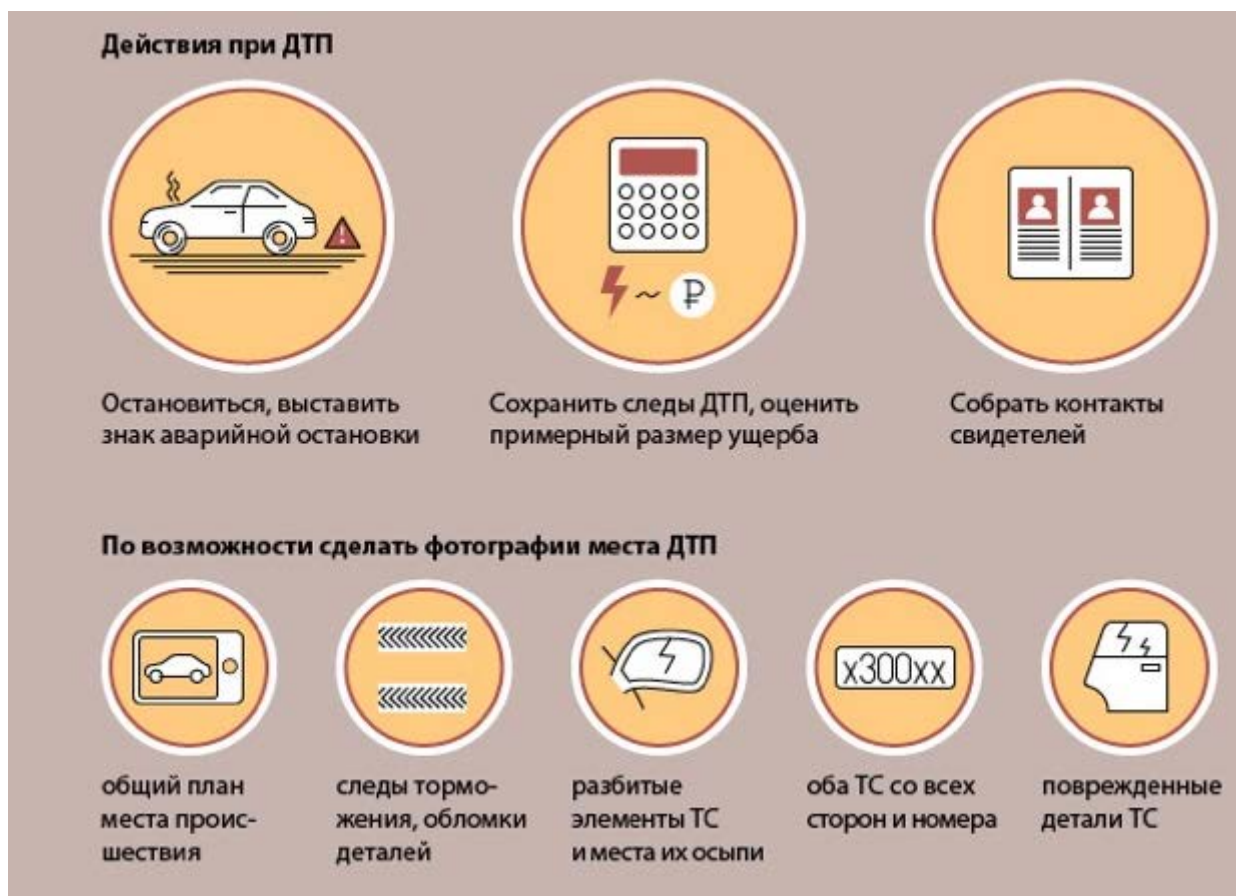 Действия при ДТП
₽
Остановиться, выставить
знак аварийной остановки
Сохранить следы ДТП, оценить
примерный размер ущерба
Собрать контакты
свидетелей
По возможности сделать фотографии места ДТП
х300хх
общий план
места проис-
шествия
следы тормо-
жения, обломки
деталей
разбитые
элементы ТС
и места их осыпи
оба ТС со всех
сторон и номера
поврежденные
детали ТС